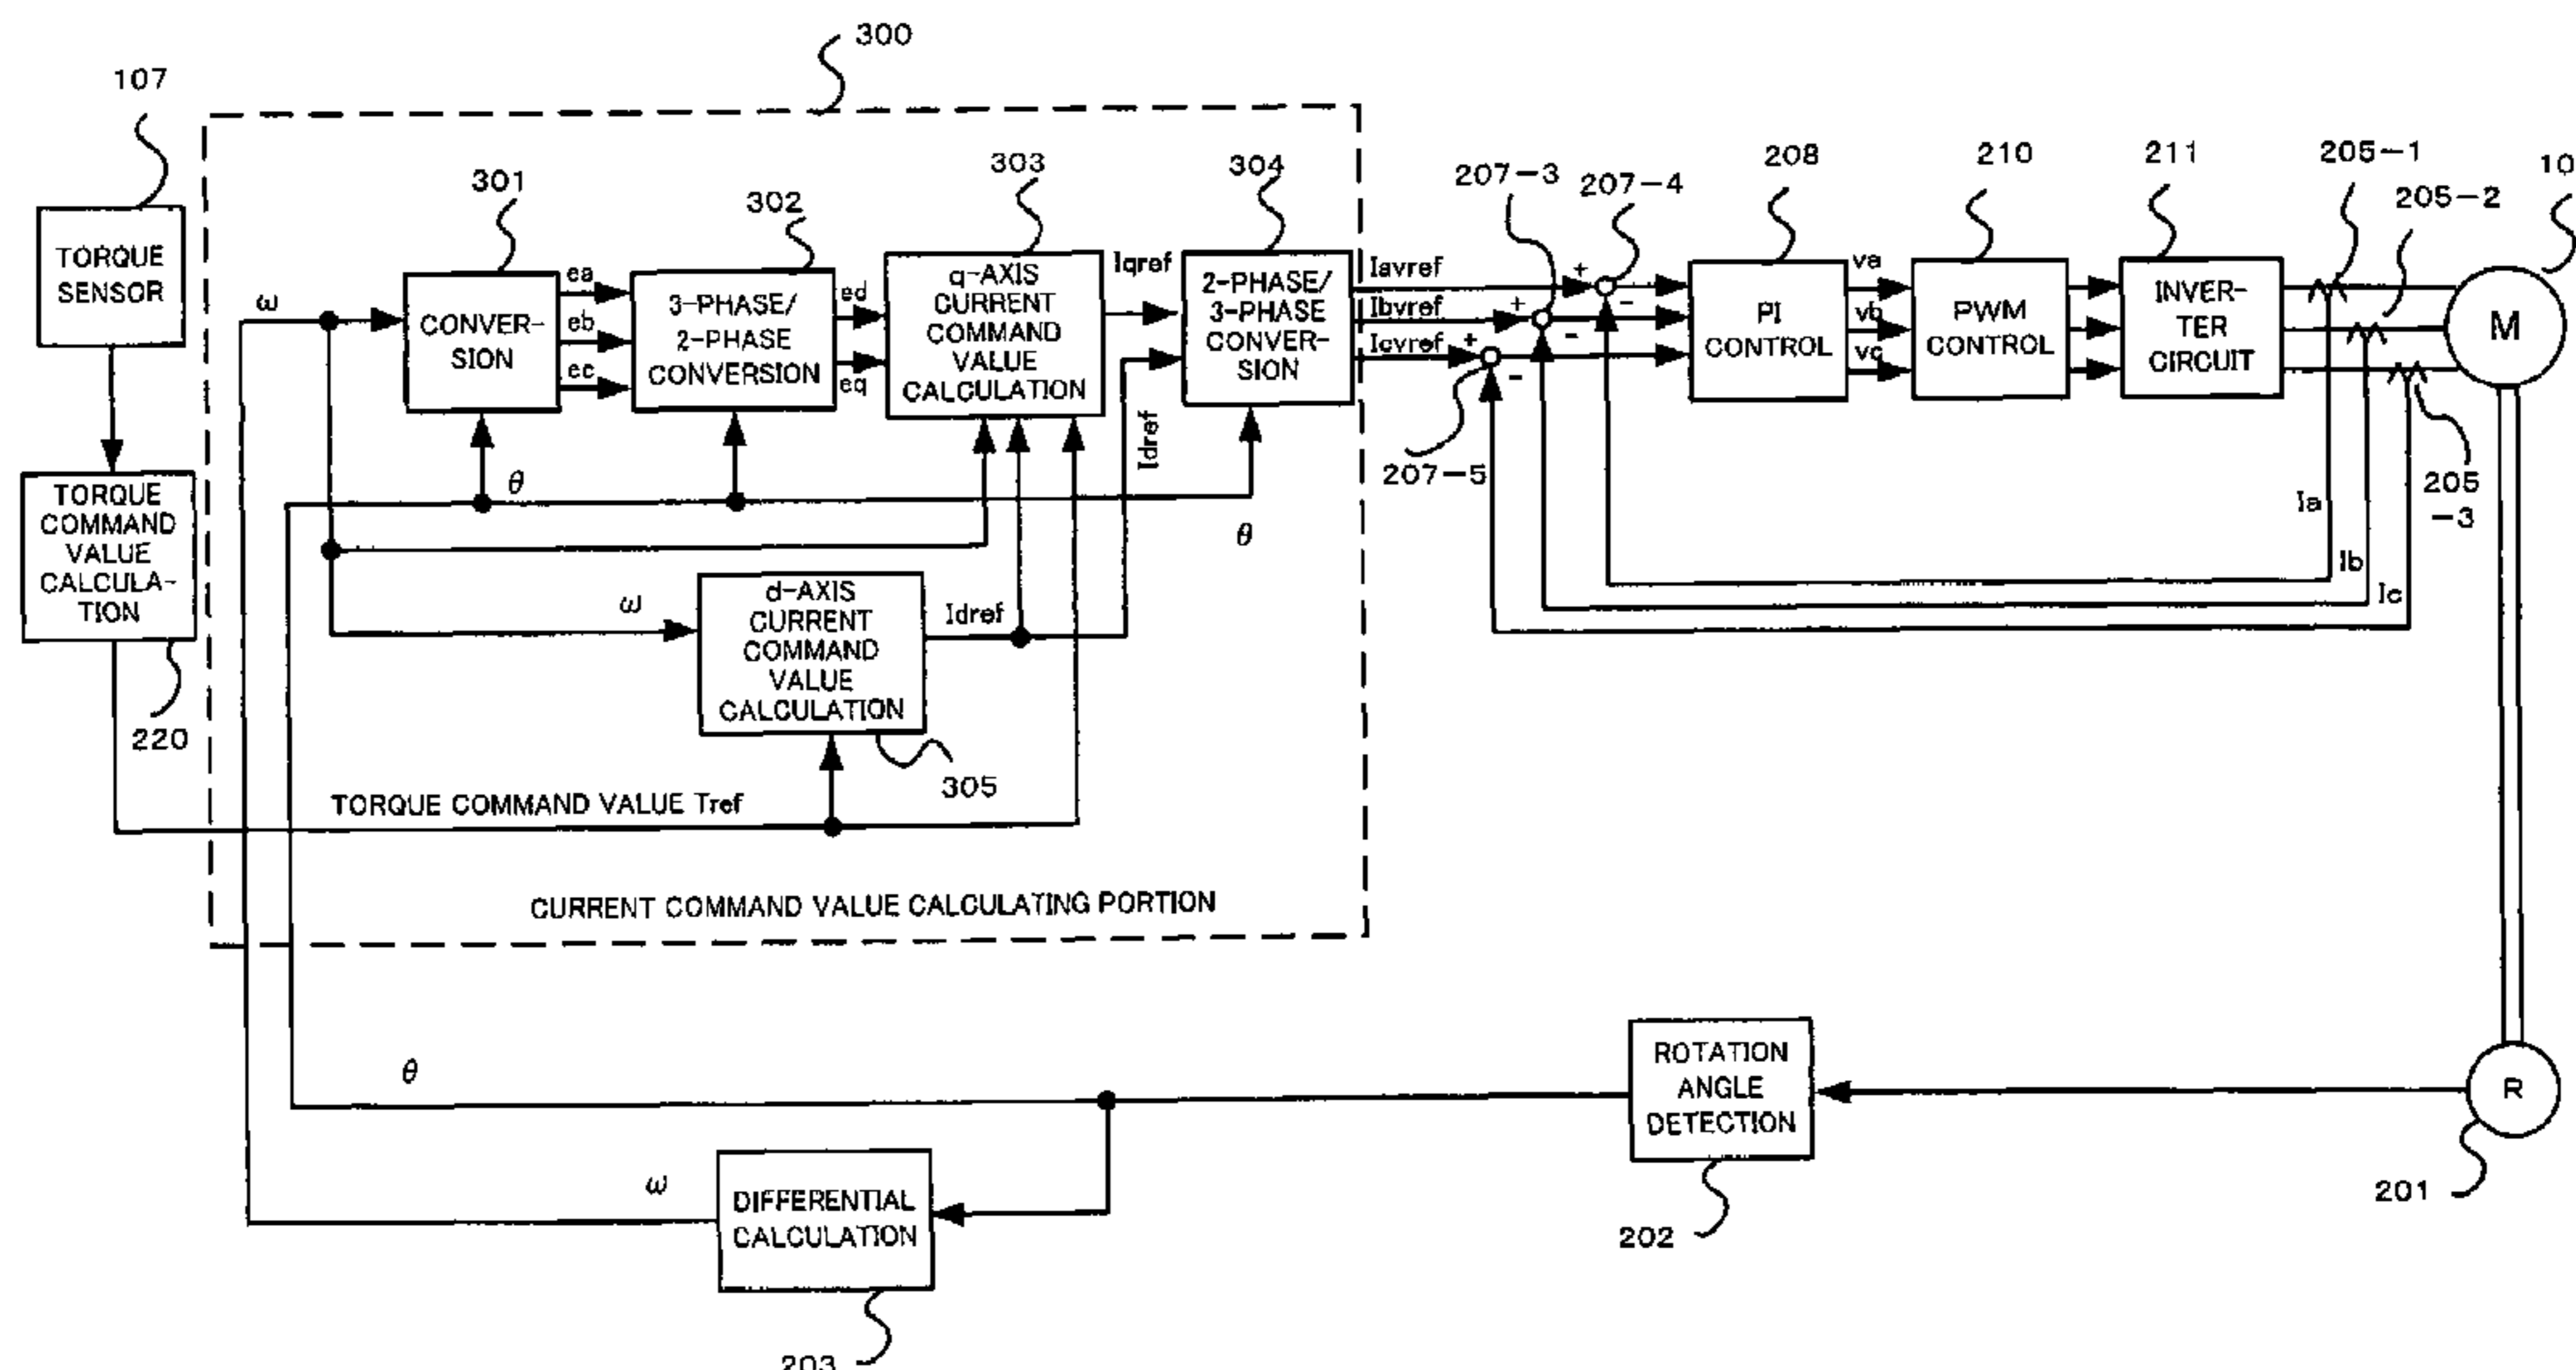 300
107
301
302
303
304
207-3
207-4
208
210
211
205-1
205-2
10
TORQUE
SENSOR
ω
CONVER-
SION
ea
eb
ec
3-PHASE/
2-PHASE
CONVERSION
ed
eq
q-AXIS
CURRENT
COMMAND
VALUE
CALCULATION
Iqref
Idref
2-PHASE/
3-PHASE
CONVER-
SION
Iavref
Ibvref
Icvref
+
-
+
-
+
-
207-5
PI
CONTROL
va
vb
vc
PWM
CONTROL
INVER-
TER
CIRCUIT
M
205
-3
Ia
Ib
Ic
θ
θ
TORQUE
COMMAND
VALUE
CALCULA-
TION
220
ω
d-AXIS
CURRENT
COMMAND
VALUE
CALCULATION
Idref
305
TORQUE COMMAND VALUE Tref
CURRENT COMMAND VALUE CALCULATING PORTION
θ
ROTATION
ANGLE
DETECTION
202
R
201
ω
DIFFERENTIAL
CALCULATION
203